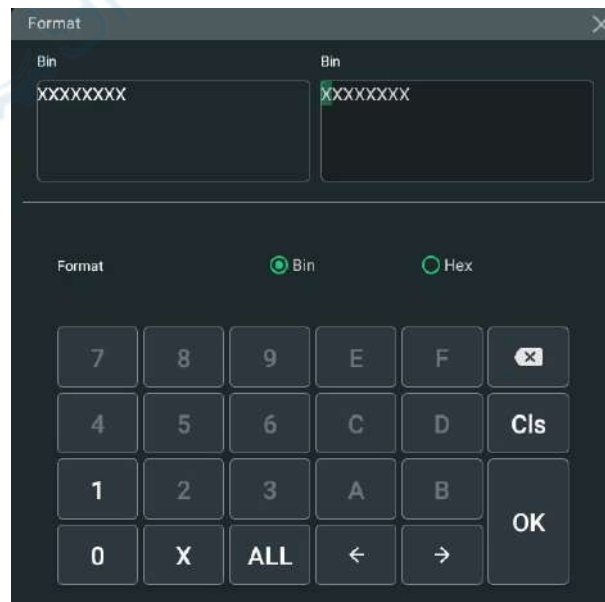 Format
Bin Bin
XXXXXXXX XXXXXXXX
Format Bin Hex
7 8 9 E F
4 5 6 C D Cls
1 2 3 A B
OK
0 X ALL ← →